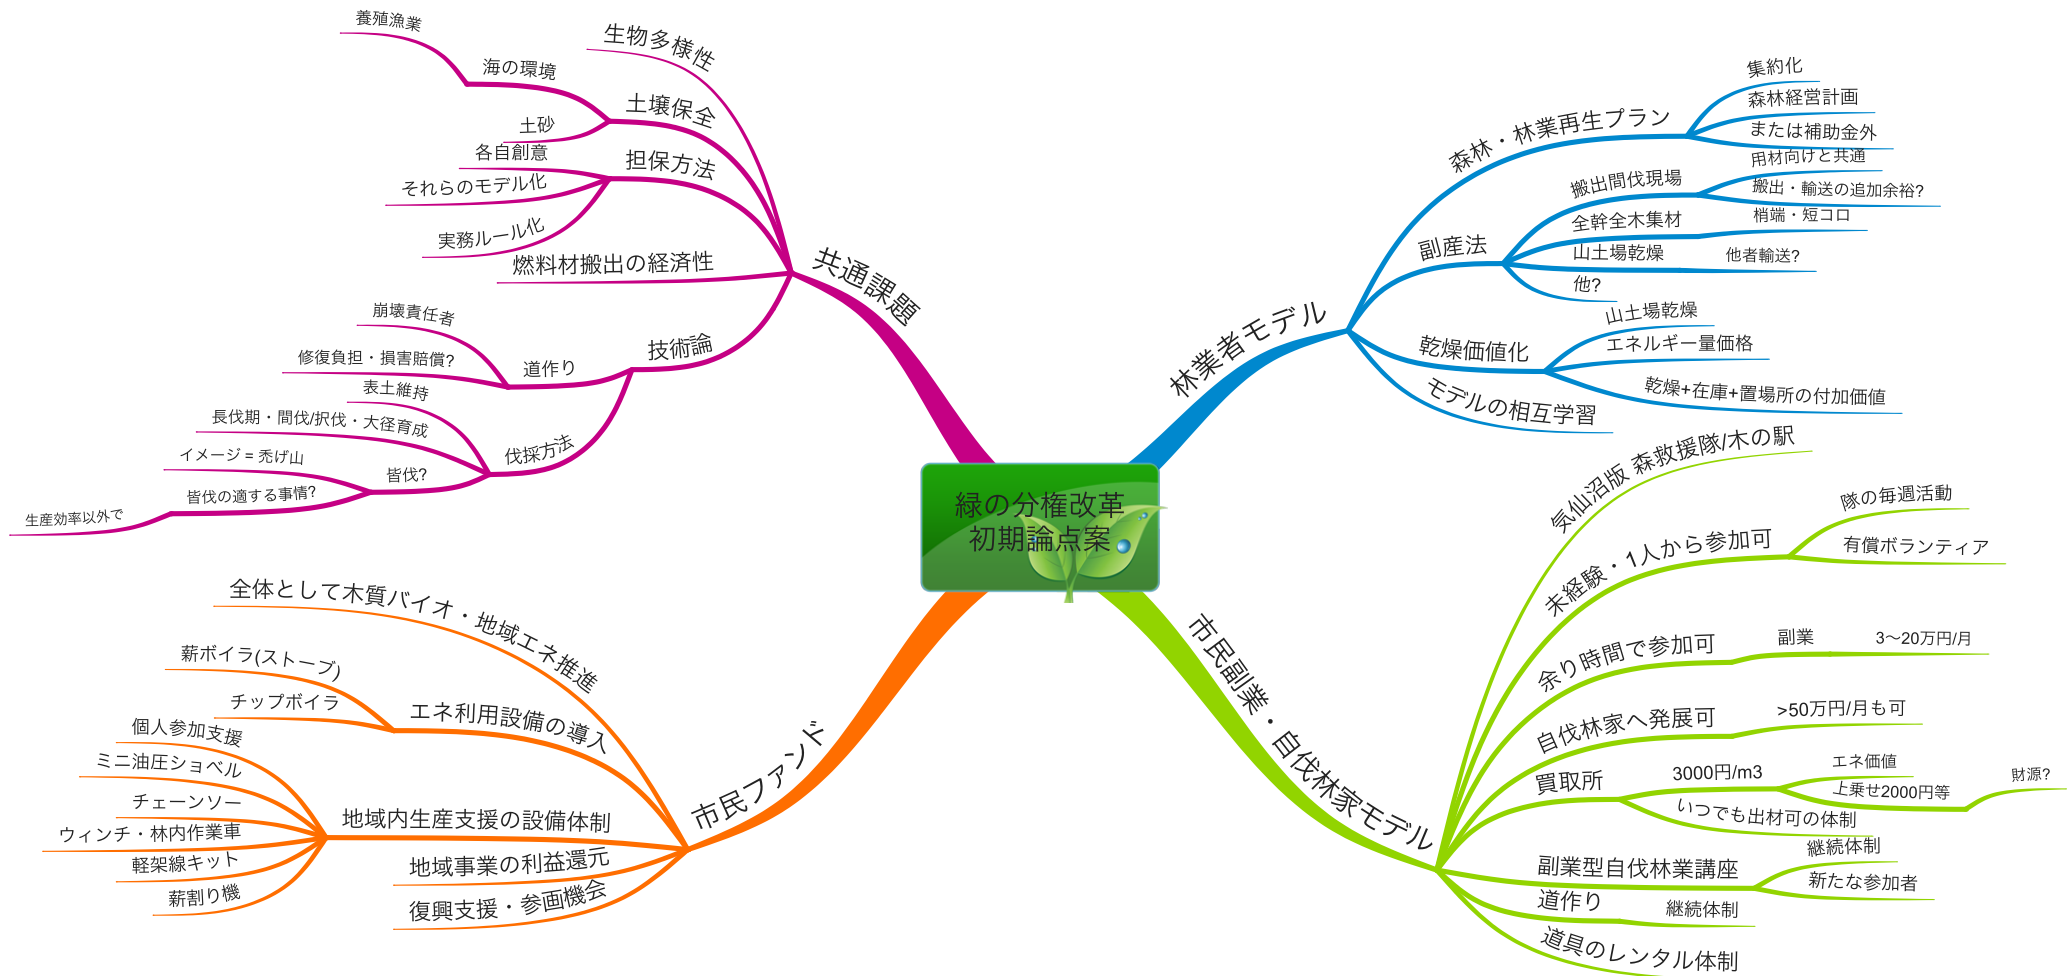 緑の分権改革
初期論点案
共通課題
生物多様性
土壌保全
海の環境
養殖漁業
土砂
担保方法
各自創意
それらのモデル化
実務ルール化
燃料材搬出の経済性
技術論
道作り
崩壊責任者
修復負担・損害賠償?
伐採方法
表土維持
長伐期・間伐/択伐・大径育成
皆伐?
イメージ = 禿げ山
皆伐の適する事情?
生産効率以外で
林業者モデル
森林・林業再生プラン
集約化
森林経営計画
または補助金外
副産法
搬出間伐現場
用材向けと共通
搬出・輸送の追加余裕?
全幹全木集材
梢端・短コロ
山土場乾燥
他者輸送?
他?
乾燥価値化
山土場乾燥
エネルギー量価格
乾燥+在庫+置場所の付加価値
モデルの相互学習
市民ファンド
全体として木質バイオ・地域エネ推進
エネ利用設備の導入
薪ボイラ(ストーブ)
チップボイラ
地域内生産支援の設備体制
個人参加支援
ミニ油圧ショベル
チェーンソー
ウィンチ・林内作業車
軽架線キット
薪割り機
地域事業の利益還元
復興支援・参画機会
市民副業・自伐林家モデル
気仙沼版 森救援隊/木の駅
未経験・1人から参加可
隊の毎週活動
有償ボランティア
余り時間で参加可
副業
3〜20万円/月
自伐林家へ発展可
>50万円/月も可
買取所
3000円/m3
エネ価値
上乗せ2000円等
財源?
いつでも出材可の体制
副業型自伐林業講座
継続体制
新たな参加者
道作り
継続体制
道具のレンタル体制